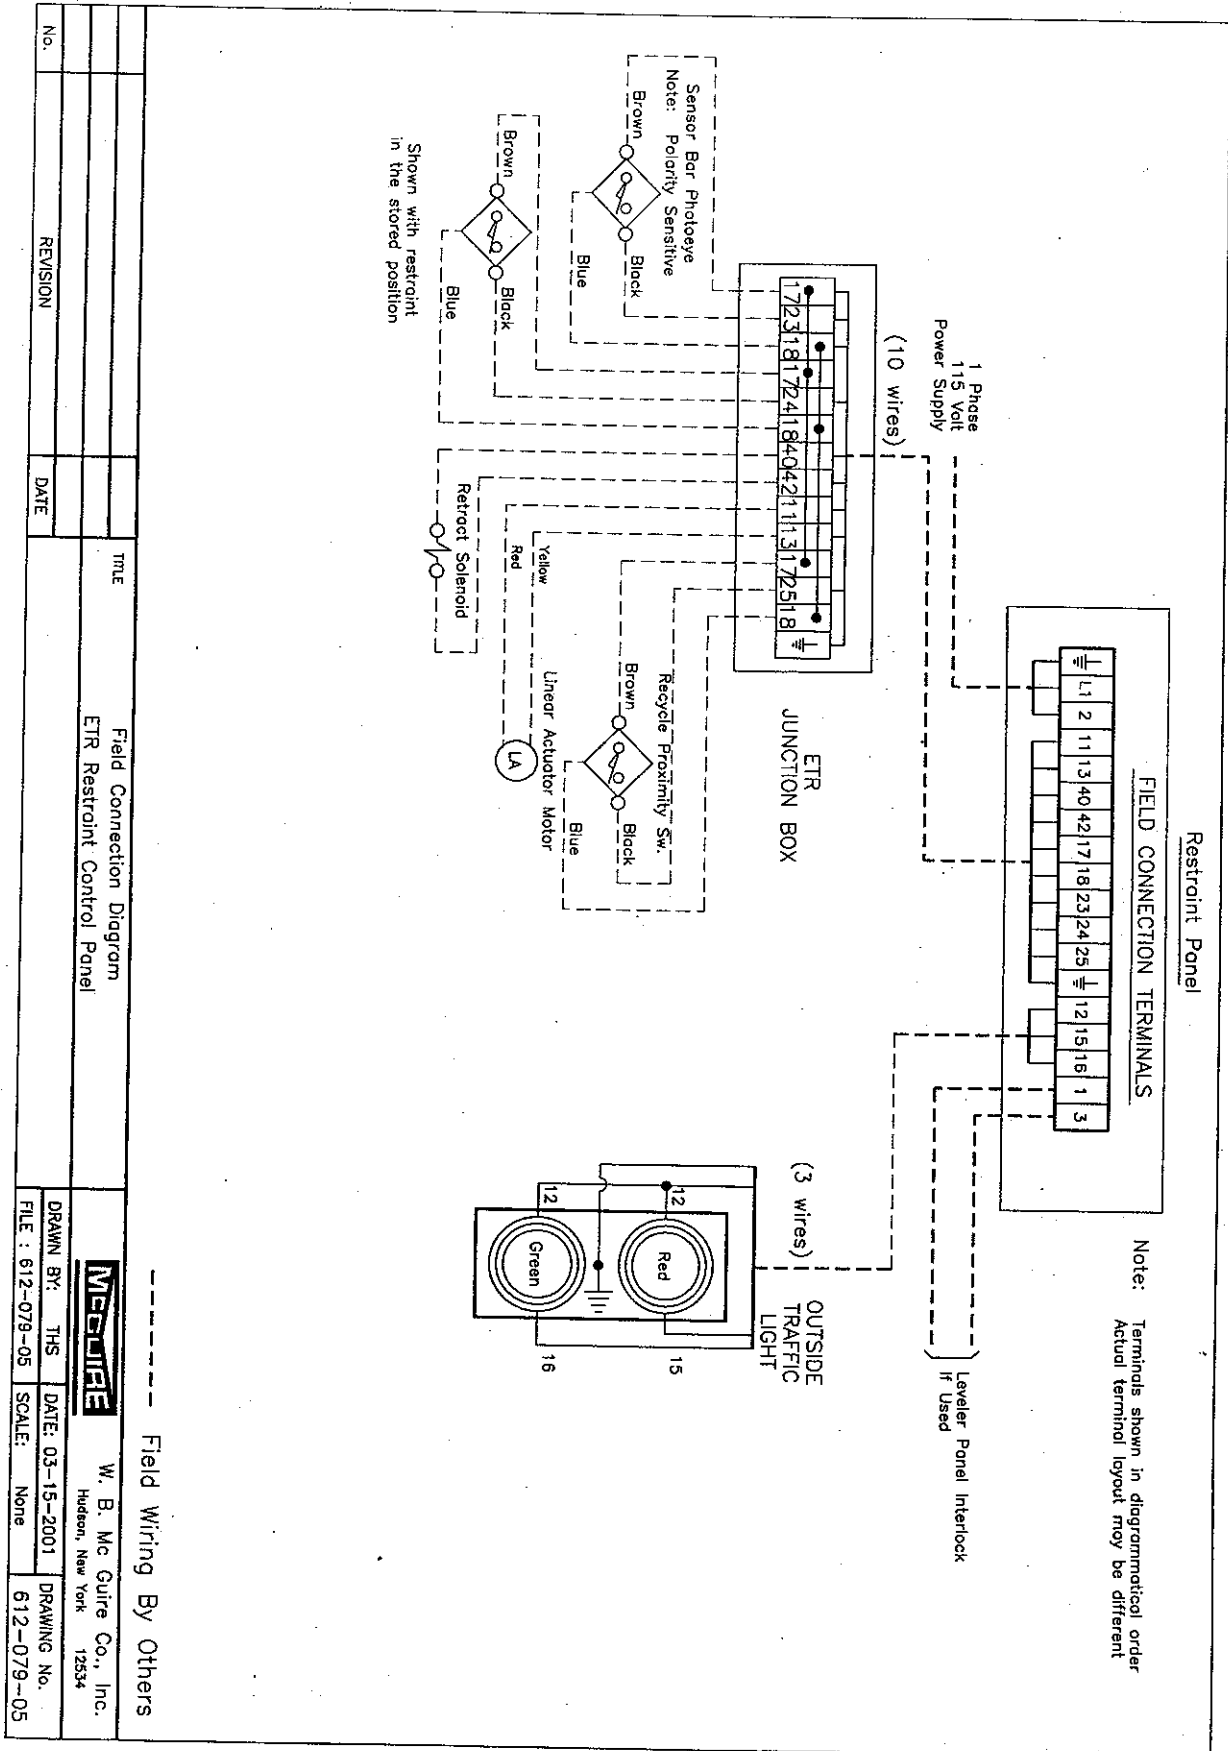 Restraint Panel
FIELD CONNECTION TERMINALS
L1 2 11 13 40 42 17 18 23 24 25 12 15 16 1 3
Note: Terminals shown in diagrammatical order
Actual terminal layout may be different
1 Phase
115 Volt
Power Supply
(10 wires)
ETR
JUNCTION BOX
17 23 18 17 24 18 40 42 11 13 17 25 18
Leveler Panel Interlock
If Used
(3 wires)
OUTSIDE
TRAFFIC
LIGHT
12
Red
15
12
Green
16
Sensor Bar Photoeye
Note: Polarity Sensitive
Brown
Black
Blue
Brown
Black
Blue
Shown with restraint
in the stored position
Retract Solenoid
Yellow
Red
Linear Actuator Motor
LA
Recycle Proximity Sw.
Brown
Black
Blue
Field Wiring By Others
No.
REVISION
DATE
TITLE
Field Connection Diagram
ETR Restraint Control Panel
MCGUIRE
W. B. Mc Guire Co., Inc.
Hudson, New York 12534
DRAWN BY: THS
DATE: 03-15-2001
DRAWING No.
FILE : 612-079-05
SCALE: None
612-079-05